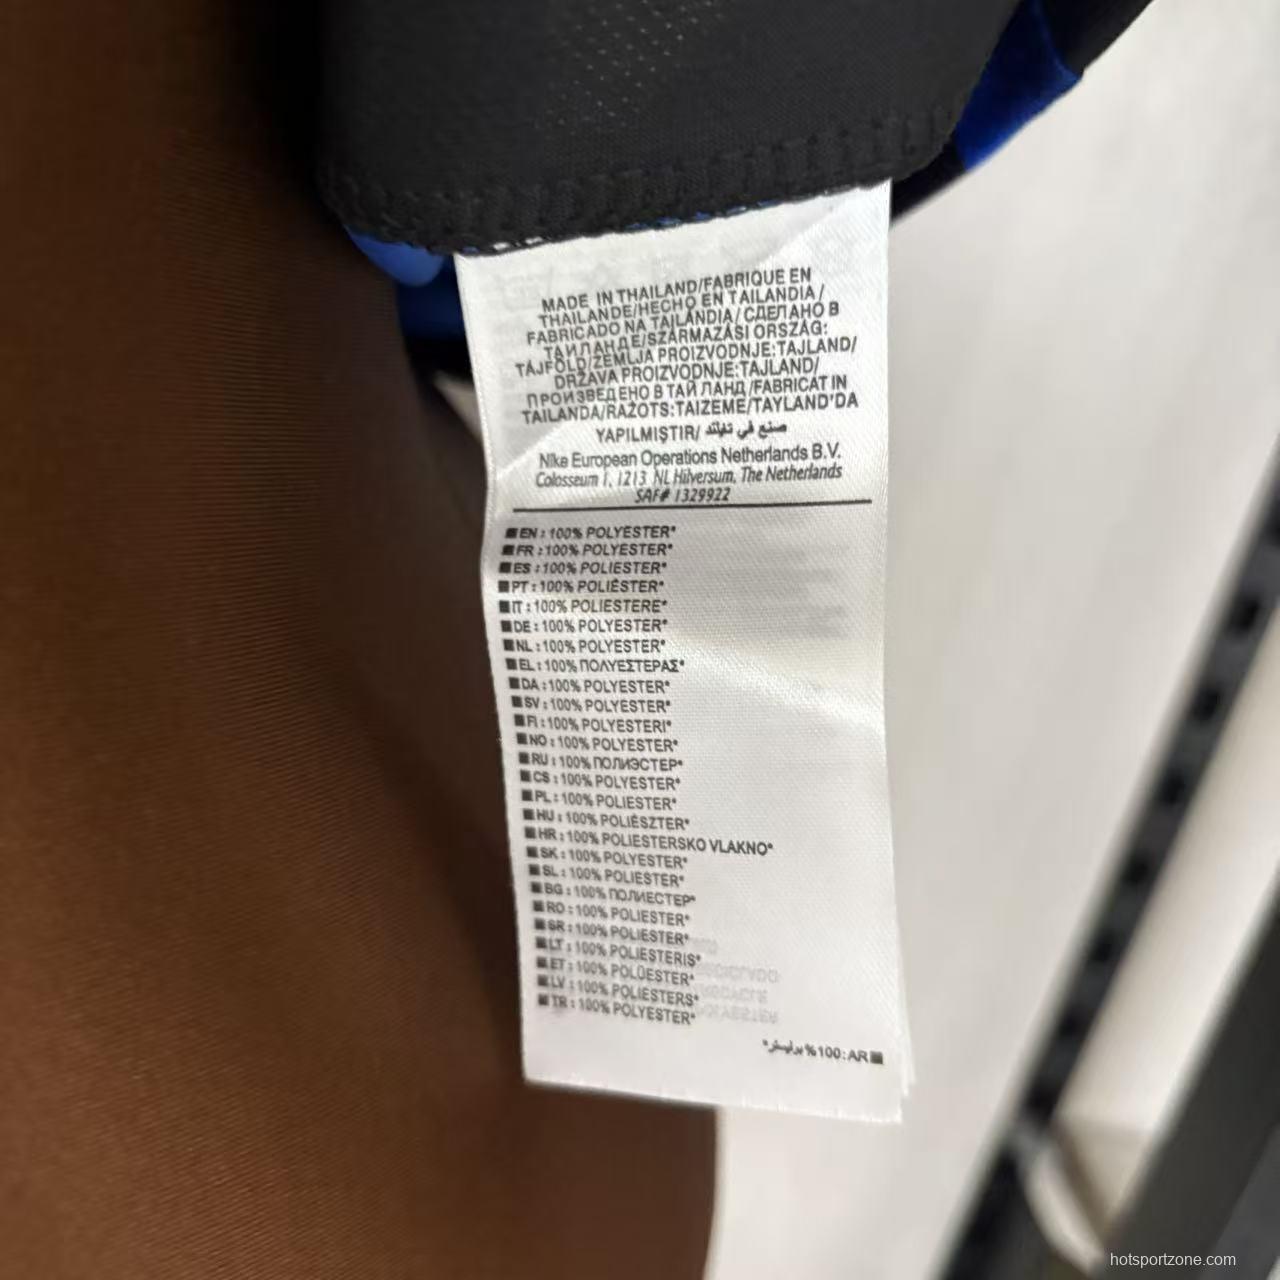 MADE IN THAILAND/FABRIQUE EN
THAILANDE/HECHO EN TAILANDIA/
FABRICADO NA TAJLÂNDIA/СДЕЛАНО В
ТАИЛАНДЕ/SZÁRMAZÁSI ORSZÁG:
TÁJFÖLD/ZEMLJA PROIZVODNJE:TAJLAND/
DRŽAVA PROIZVODNJE:TAJLAND/
ПРОИЗВЕДЕНО В ТАЙЛАНД/FABRICAT IN
TAILANDA/RAŽOTS:TAIZEME/TAYLAND'DA
YAPILMIŞTIR/ صنع في تايلند
Nike European Operations Netherlands B.V.
Colosseum 1, 1213 NL Hilversum, The Netherlands
SAF# 1329922
■EN : 100% POLYESTER*
■FR : 100% POLYESTER*
■ES : 100% POLIESTER*
■PT : 100% POLIÉSTER*
■IT : 100% POLIESTERE*
■DE : 100% POLYESTER*
■NL : 100% POLYESTER*
■EL : 100% ΠΟΛΥΕΣΤΕΡΑΣ*
■DA : 100% POLYESTER*
■SV : 100% POLYESTER*
■FI : 100% POLYESTERI*
■NO : 100% POLYESTER*
■RU : 100% ПОЛИЭСТЕР*
■CS : 100% POLYESTER*
■PL : 100% POLIESTER*
■HU : 100% POLIÉSZTER*
■HR : 100% POLIESTERSKO VLAKNO*
■SK : 100% POLYESTER*
■SL : 100% POLIESTER*
■BG : 100% ПОЛИЕСТЕР*
■RO : 100% POLIESTER*
■SR : 100% POLIESTER*
■LT : 100% POLIESTERIS*
■ET : 100% POLÜESTER*
■LV : 100% POLIESTERS*
■TR : 100% POLYESTER*
■AR :100% بوليستر*
hotsportzone.com